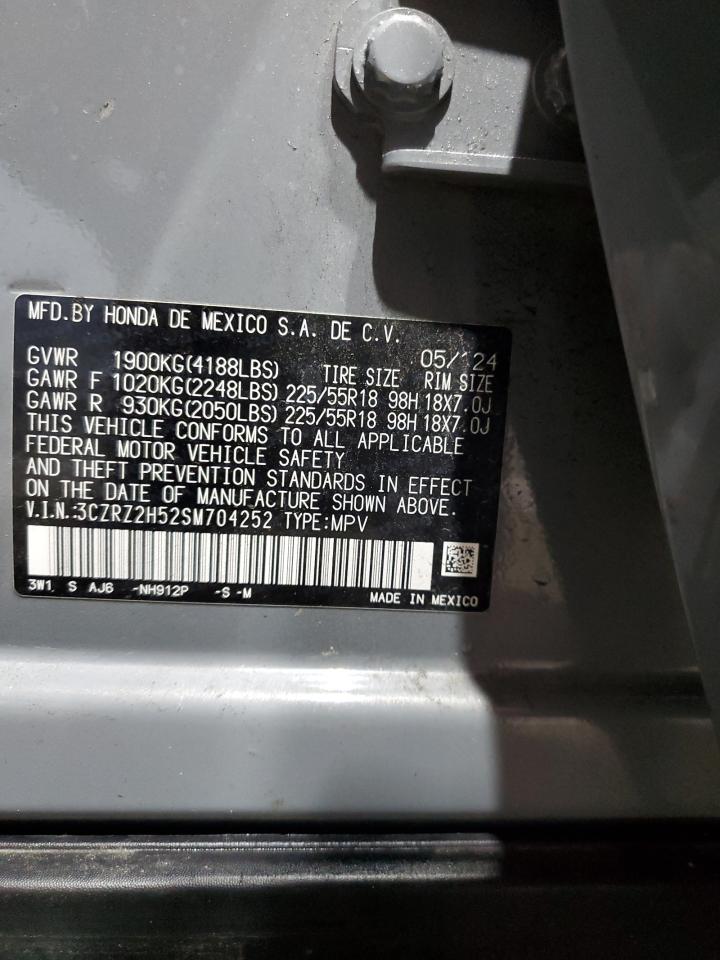 MFD.BY HONDA DE MEXICO S.A. DE C.V.
GVWR 1900KG(4188LBS) 05/'24
TIRE SIZE RIM SIZE
GAWR F 1020KG(2248LBS) 225/55R18 98H 18X7.0J
GAWR R 930KG(2050LBS) 225/55R18 98H 18X7.0J
THIS VEHICLE CONFORMS TO ALL APPLICABLE
FEDERAL MOTOR VEHICLE SAFETY
AND THEFT PREVENTION STANDARDS IN EFFECT
ON THE DATE OF MANUFACTURE SHOWN ABOVE.
V.I.N:3CZRZ2H52SM704252 TYPE:MPV
3W1 S AJ6 -NH912P -S -M
MADE IN MEXICO